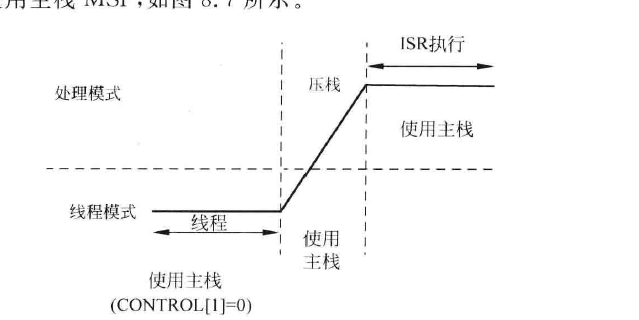 使用主栈 MSP,如图 8.7 所示。
ISR执行
处理模式
压栈
使用主栈
线程模式
线程
使用
主栈
使用主栈
(CONTROL[1]=0)